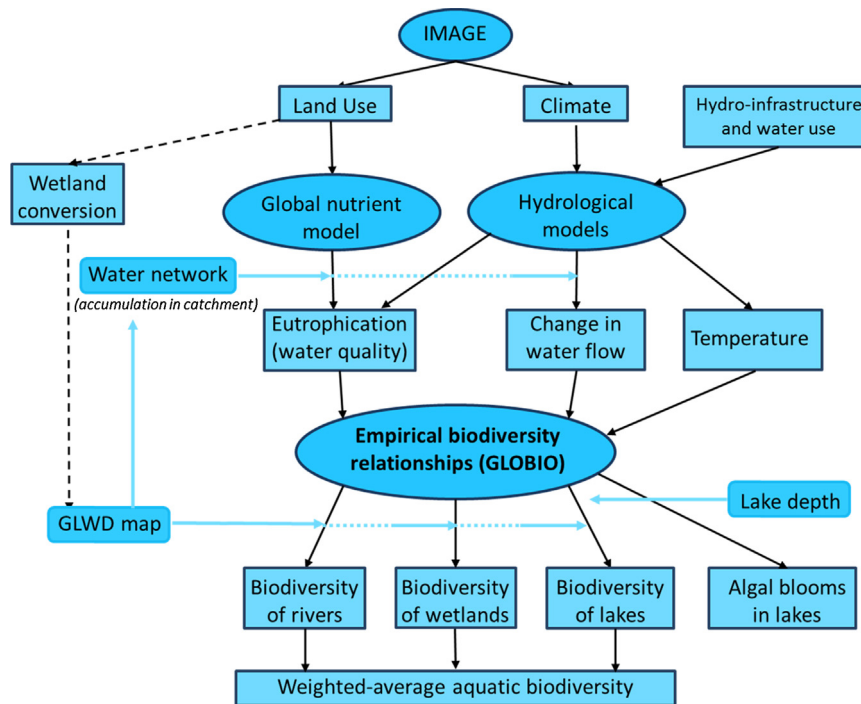 IMAGE
Land Use
Climate
Hydro-infrastructure
and water use
Wetland
conversion
Global nutrient
model
Hydrological
models
Water network
(accumulation in catchment)
Eutrophication
(water quality)
Change in
water flow
Temperature
Empirical biodiversity
relationships (GLOBIO)
Lake depth
GLWD map
Biodiversity
of rivers
Biodiversity
of wetlands
Biodiversity
of lakes
Algal blooms
in lakes
Weighted-average aquatic biodiversity